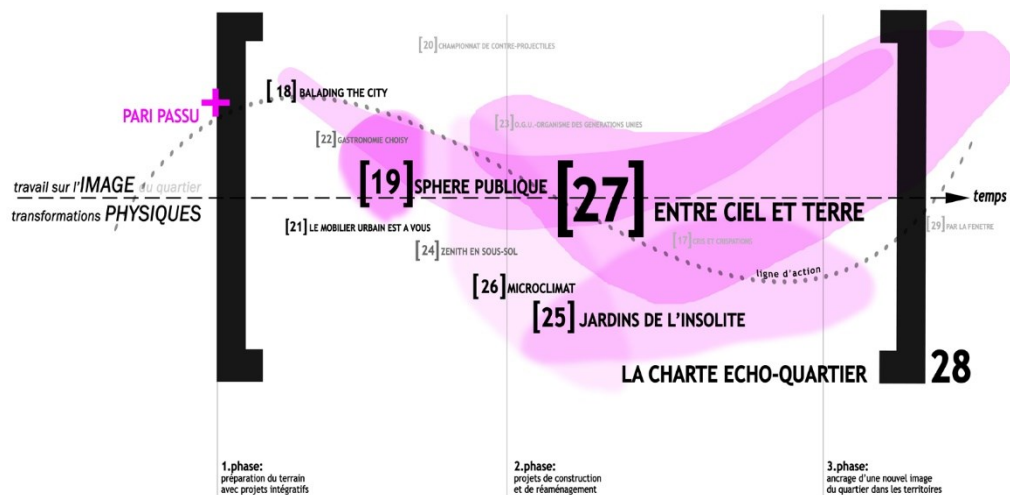 [20] CHAMPIONNAT DE CONTRE-PROJECTILES
[18] BALADING THE CITY
PARI PASSU +
[23] O.G.U.-ORGANISME DES GENERATIONS UNIES
[22] GASTRONOMIE CHOISY
travail sur l'IMAGE du quartier
[19] SPHERE PUBLIQUE
[27] ENTRE CIEL ET TERRE
temps
transformations PHYSIQUES
[21] LE MOBILIER URBAIN EST A VOUS
[29] PAR LA FENETRE
[24] ZENITH EN SOUS-SOL
[17] ET
ligne d'action
[26] MICROCLIMAT
[25] JARDINS DE L'INSOLITE
LA CHARTE ECHO-QUARTIER
28
1.phase:
préparation du terrain
avec projets intégratifs
2.phase:
projets de construction
et de réaménagement
3.phase:
ancrage d'une nouvel image
du quartier dans les territoires